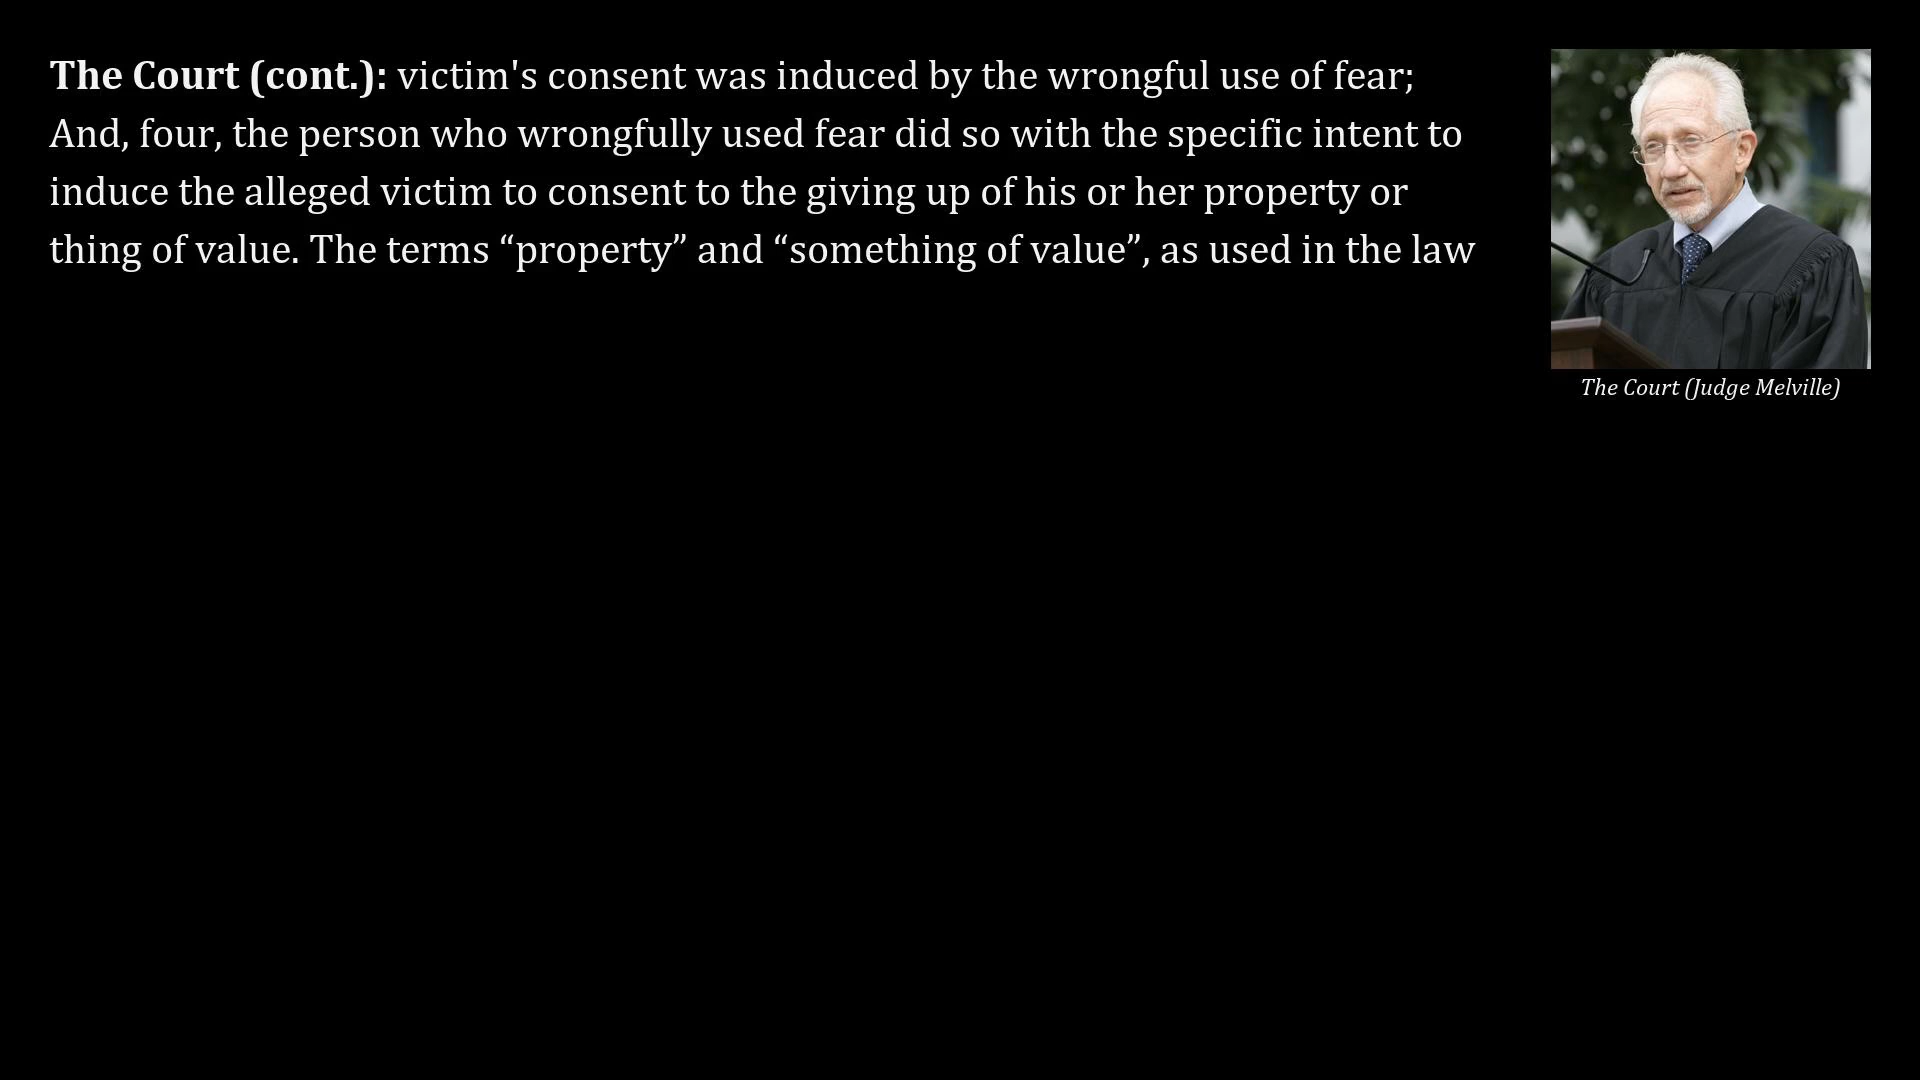 The Court (cont.): victim's consent was induced by the wrongful use of fear;
And, four, the person who wrongfully used fear did so with the specific intent to
induce the alleged victim to consent to the giving up of his or her property or
thing of value. The terms “property” and “something of value”, as used in the law
The Court (Judge Melville)